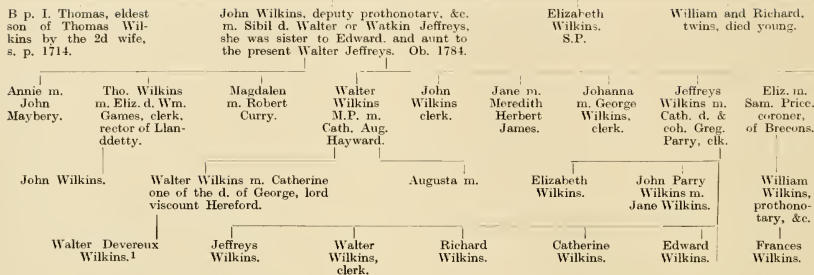 B p. I. Thomas, eldest
son of Thomas Wil-
kins by the 2d wife,
s. p. 1714.
John Wilkins, deputy prothonotary, &c.
m. Sibil d. Walter or Watkin Jeffreys,
she was sister to Edward, and aunt to
the present Walter Jeffreys. Ob. 1784.
Elizabeth
Wilkins.
S.P.
William and Richard,
twins, died young.
Annie m.
John
Maybery.
Tho. Wilkins
m. Eliz. d. Wm.
Games, clerk,
rector of Llan-
ddetty.
Magdalen
m. Robert
Curry.
Walter
Wilkins
M.P. m.
Cath. Aug.
Hayward.
John
Wilkins
clerk.
Jane m.
Meredith
Herbert
James.
Johanna
m. George
Wilkins,
clerk.
Jeffreys
Wilkins m.
Cath. d. &
coh. Greg.
Parry, clk.
Eliz. m.
Sam. Price,
coroner,
of Brecons.
John Wilkins.
Walter Wilkins m. Catherine
one of the d. of George, lord
viscount Hereford.
Augusta m.
Elizabeth
Wilkins.
John Parry
Wilkins m.
Jane Wilkins.
William
Wilkins,
prothono-
tary, &c.
Walter Devereux
Wilkins.1
Jeffreys
Wilkins.
Walter
Wilkins,
clerk.
Richard
Wilkins.
Catherine
Wilkins.
Edward
Wilkins.
Frances
Wilkins.